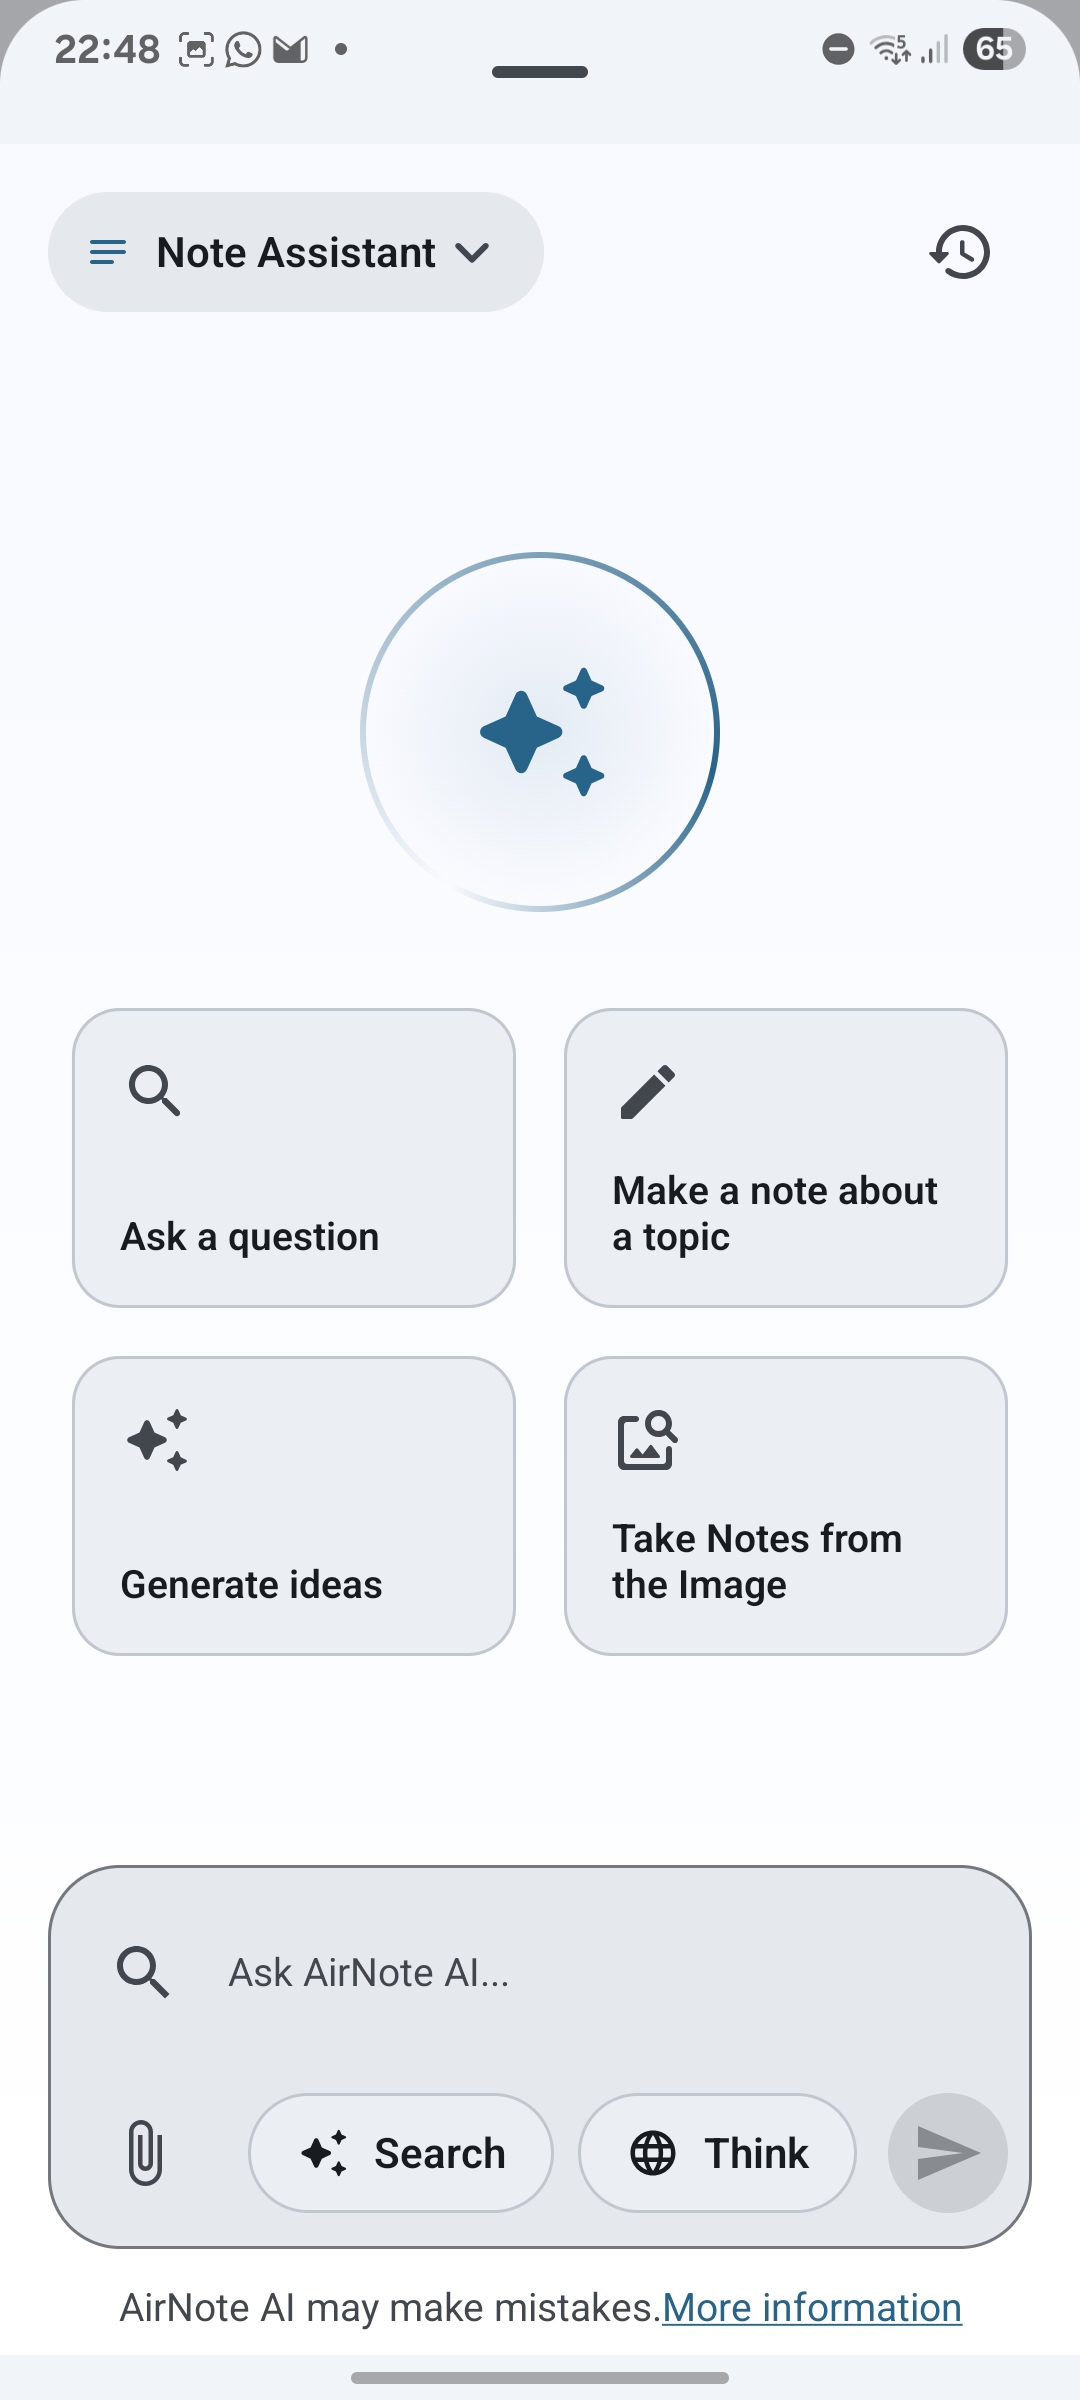 22:48
5
65
Note Assistant
Ask a question
Make a note about
a topic
Generate ideas
Take Notes from
the Image
Ask AirNote AI...
Search
Think
AirNote AI may make mistakes.More information